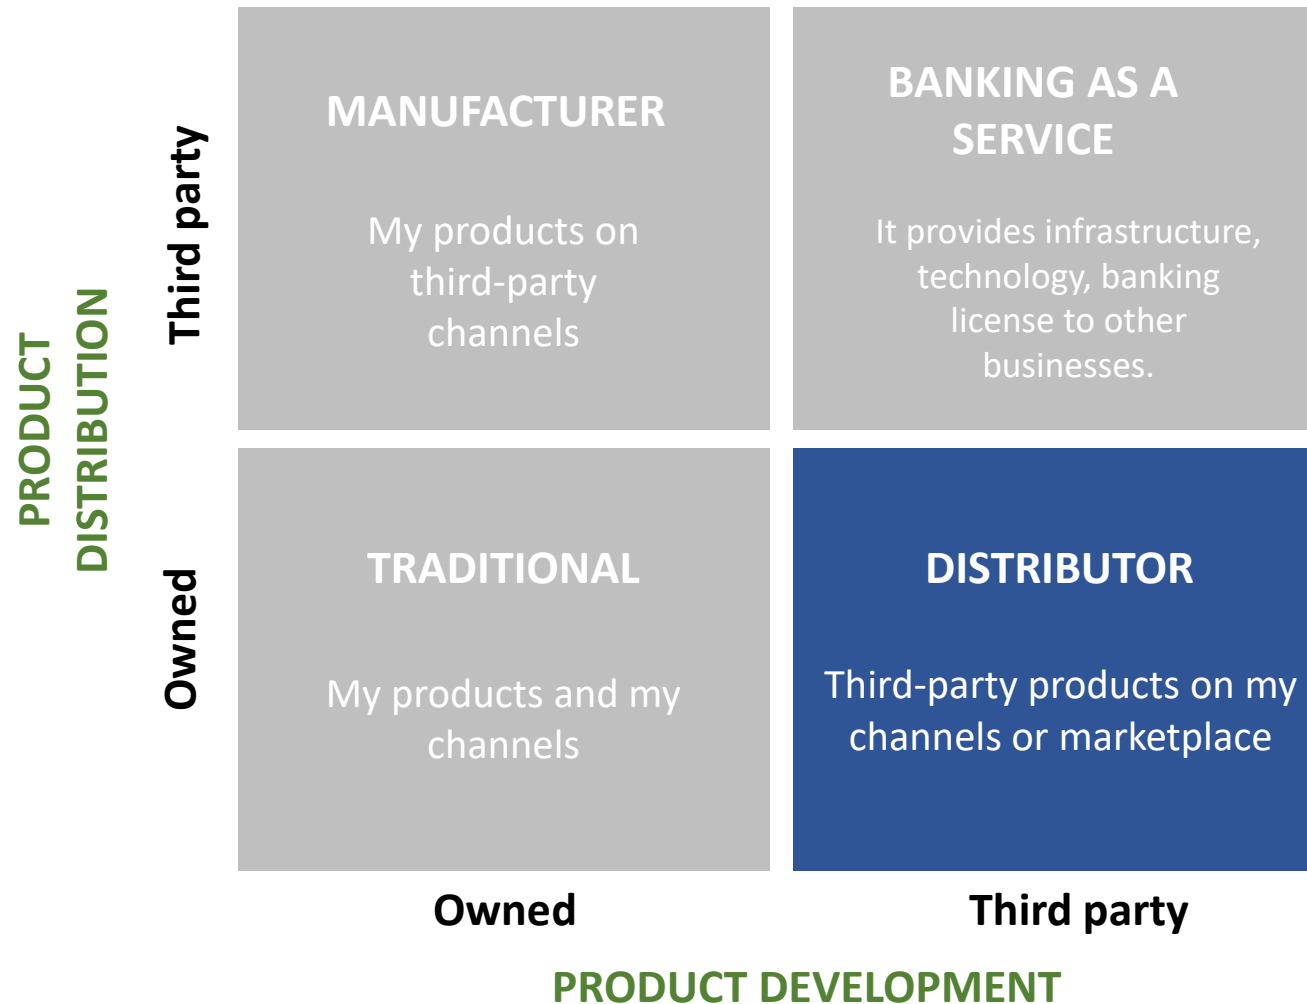 PRODUCT
DISTRIBUTION
Third party
MANUFACTURER
My products on
third-party
channels
BANKING AS A
SERVICE
It provides infrastructure,
technology, banking
license to other
businesses.
Owned
TRADITIONAL
My products and my
channels
DISTRIBUTOR
Third-party products on my
channels or marketplace
Owned
Third party
PRODUCT DEVELOPMENT